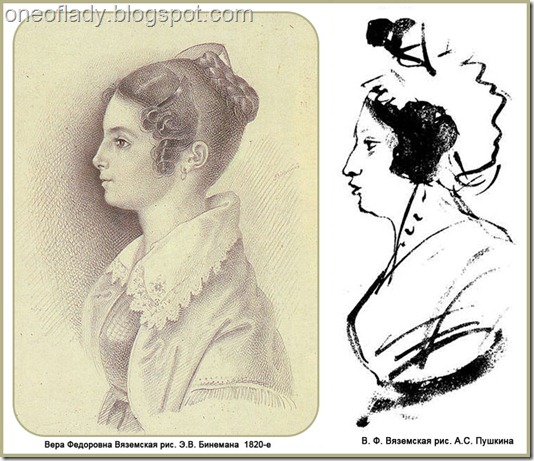 oneoflady.blogspot.com
Вера Федоровна Вяземская рис. Э.В. Бинемана 1820-е
В. Ф. Вяземская рис. А.С. Пушкина